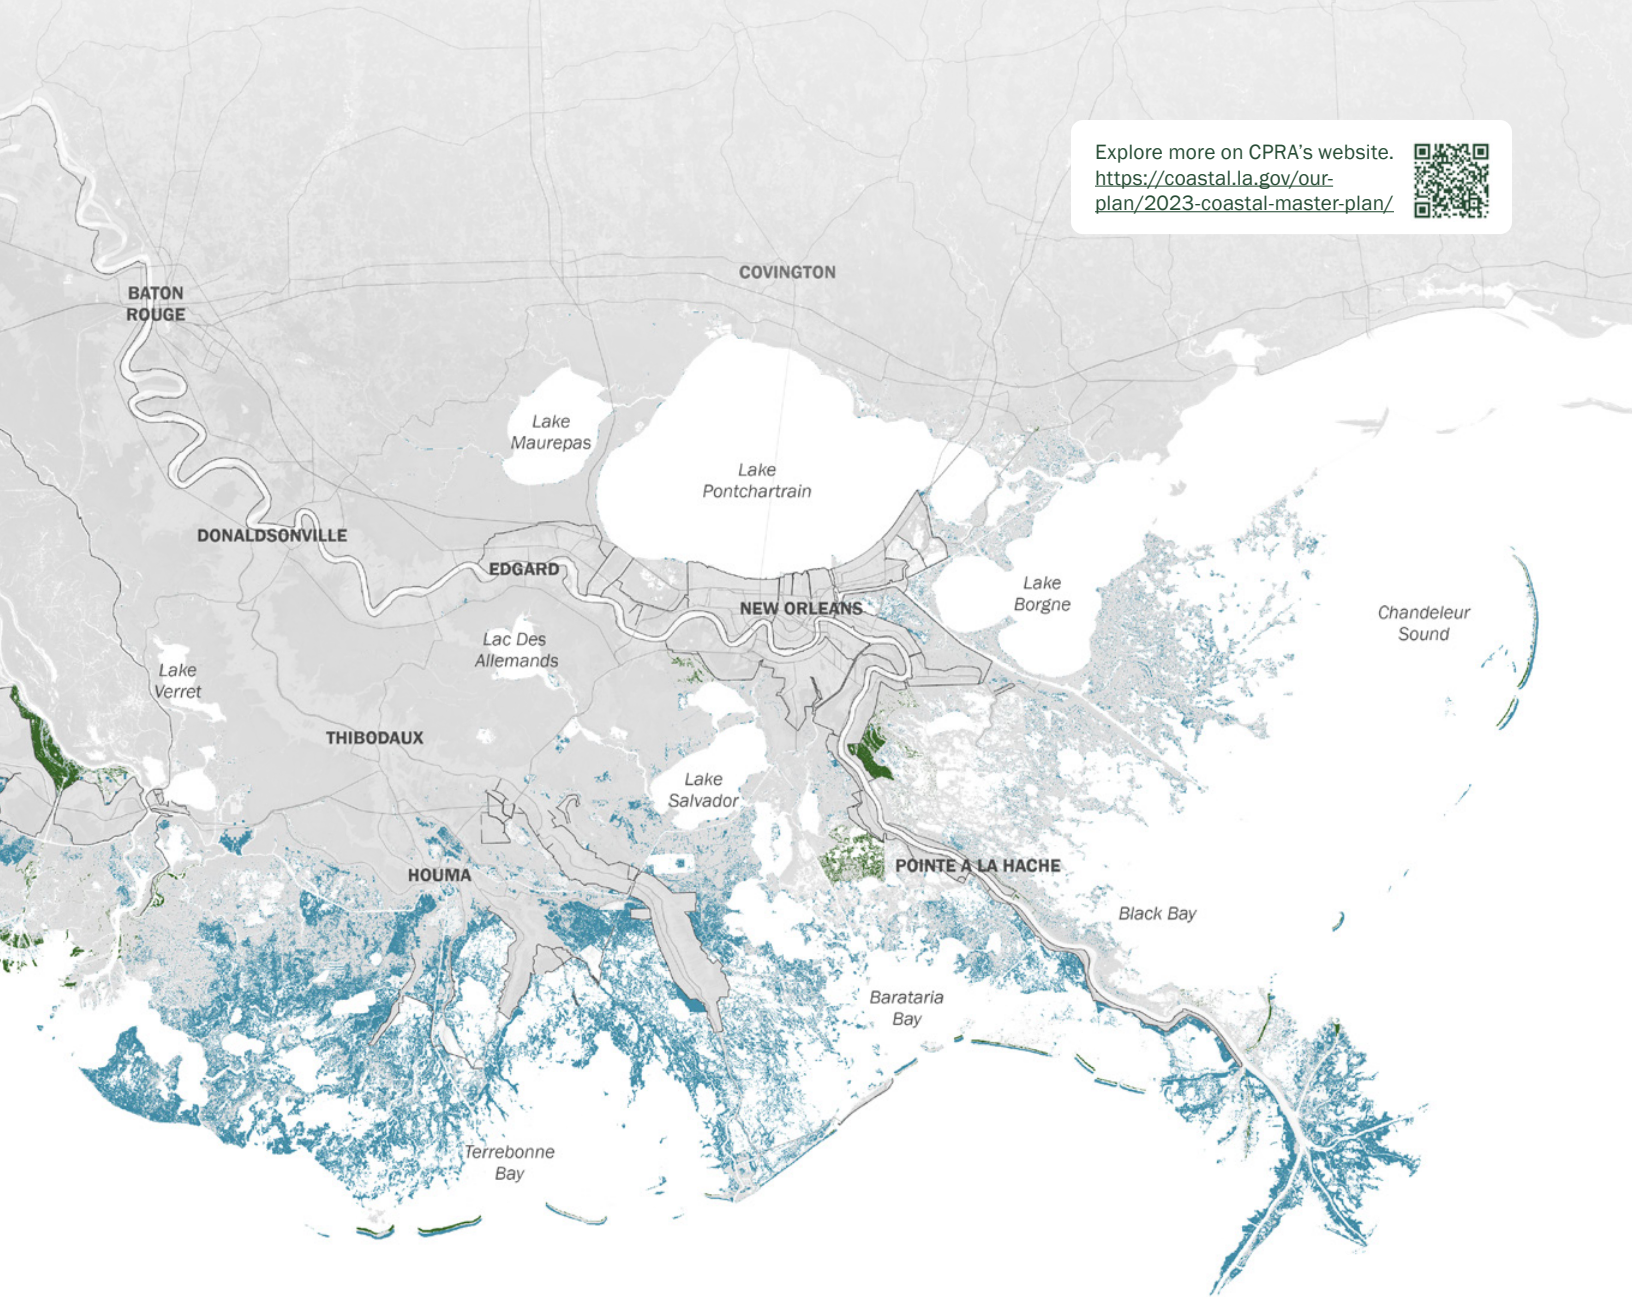 Explore more on CPRA's website.
https://coastal.la.gov/our-
plan/2023-coastal-master-plan/
COVINGTON
BATON
ROUGE
Lake
Maurepas
Lake
Pontchartrain
DONALDSONVILLE
EDGARD
NEW ORLEANS
Lake
Borgne
Chandeleur
Sound
Lac Des
Allemands
Lake
Verret
THIBODAUX
Lake
Salvador
HOUMA
POINTE A LA HACHE
Black Bay
Barataria
Bay
Terrebonne
Bay